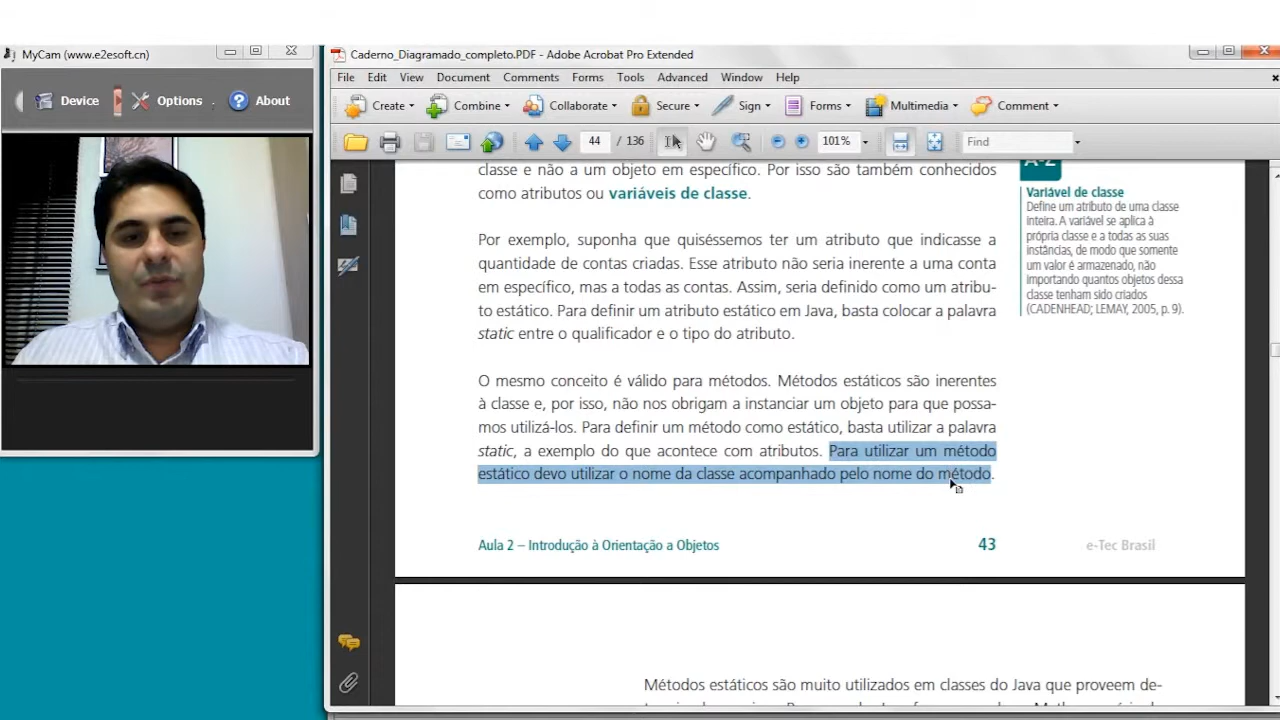 MyCam (www.e2esoft.cn)
Device
Options
About
Caderno_Diagramado_completo.PDF - Adobe Acrobat Pro Extended
File Edit View Document Comments Forms Tools Advanced Window Help
Create Combine Collaborate Secure Sign Forms Multimedia Comment
44 / 136 101% Find
classe e não a um objeto em específico. Por isso são também conhecidos
como atributos ou variáveis de classe.
Por exemplo, suponha que quiséssemos ter um atributo que indicasse a
quantidade de contas criadas. Esse atributo não seria inerente a uma conta
em específico, mas a todas as contas. Assim, seria definido como um atribu-
to estático. Para definir um atributo estático em Java, basta colocar a palavra
static entre o qualificador e o tipo do atributo.
O mesmo conceito é válido para métodos. Métodos estáticos são inerentes
à classe e, por isso, não nos obrigam a instanciar um objeto para que possa-
mos utilizá-los. Para definir um método como estático, basta utilizar a palavra
static, a exemplo do que acontece com atributos. Para utilizar um método
estático devo utilizar o nome da classe acompanhado pelo nome do método.
A-Z
Variável de classe
Define um atributo de uma classe
inteira. A variável se aplica à
própria classe e a todas as suas
instâncias, de modo que somente
um valor é armazenado, não
importando quantos objetos dessa
classe tenham sido criados
(CADENHEAD; LEMAY, 2005, p. 9).
Aula 2 – Introdução à Orientação a Objetos
43
e-Tec Brasil
Métodos estáticos são muito utilizados em classes do Java que proveem de-